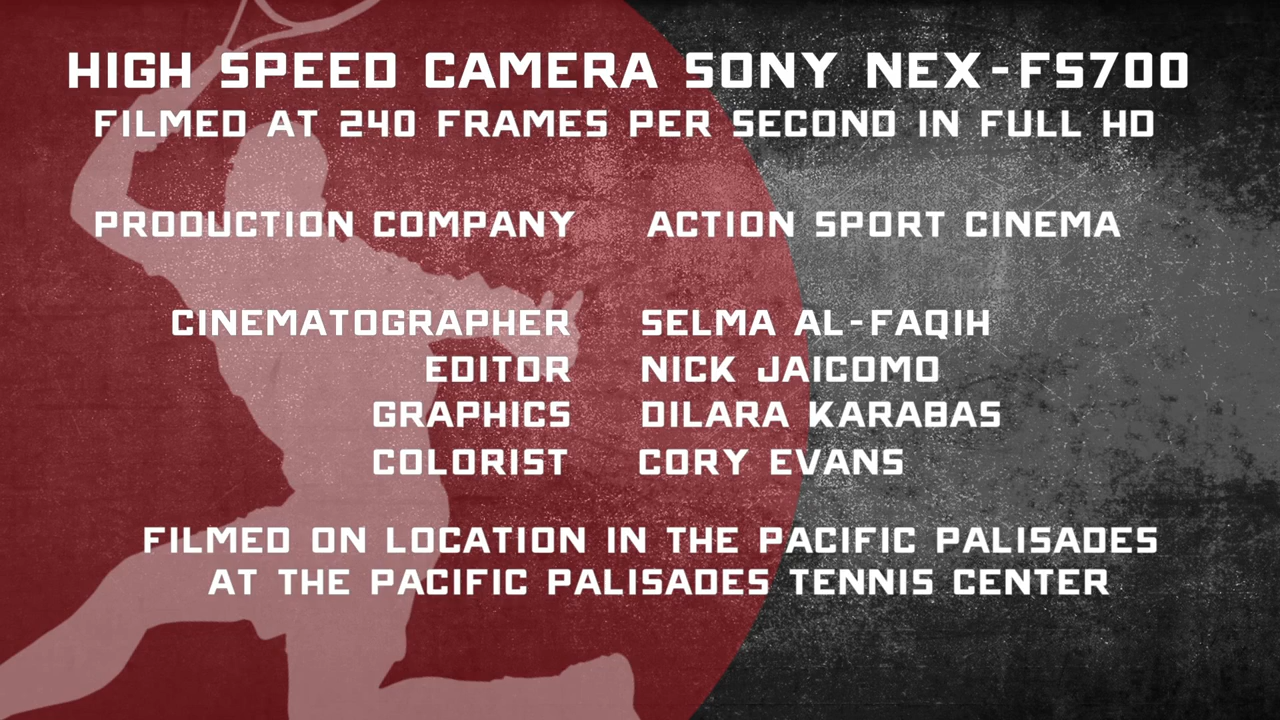 HIGH SPEED CAMERA SONY NEX-FS700
FILMED AT 240 FRAMES PER SECOND IN FULL HD
PRODUCTION COMPANY ACTION SPORT CINEMA
CINEMATOGRAPHER SELMA AL-FAQIH
EDITOR NICK JAICOMO
GRAPHICS DILARA KARABAS
COLORIST CORY EVANS
FILMED ON LOCATION IN THE PACIFIC PALISADES
AT THE PACIFIC PALISADES TENNIS CENTER